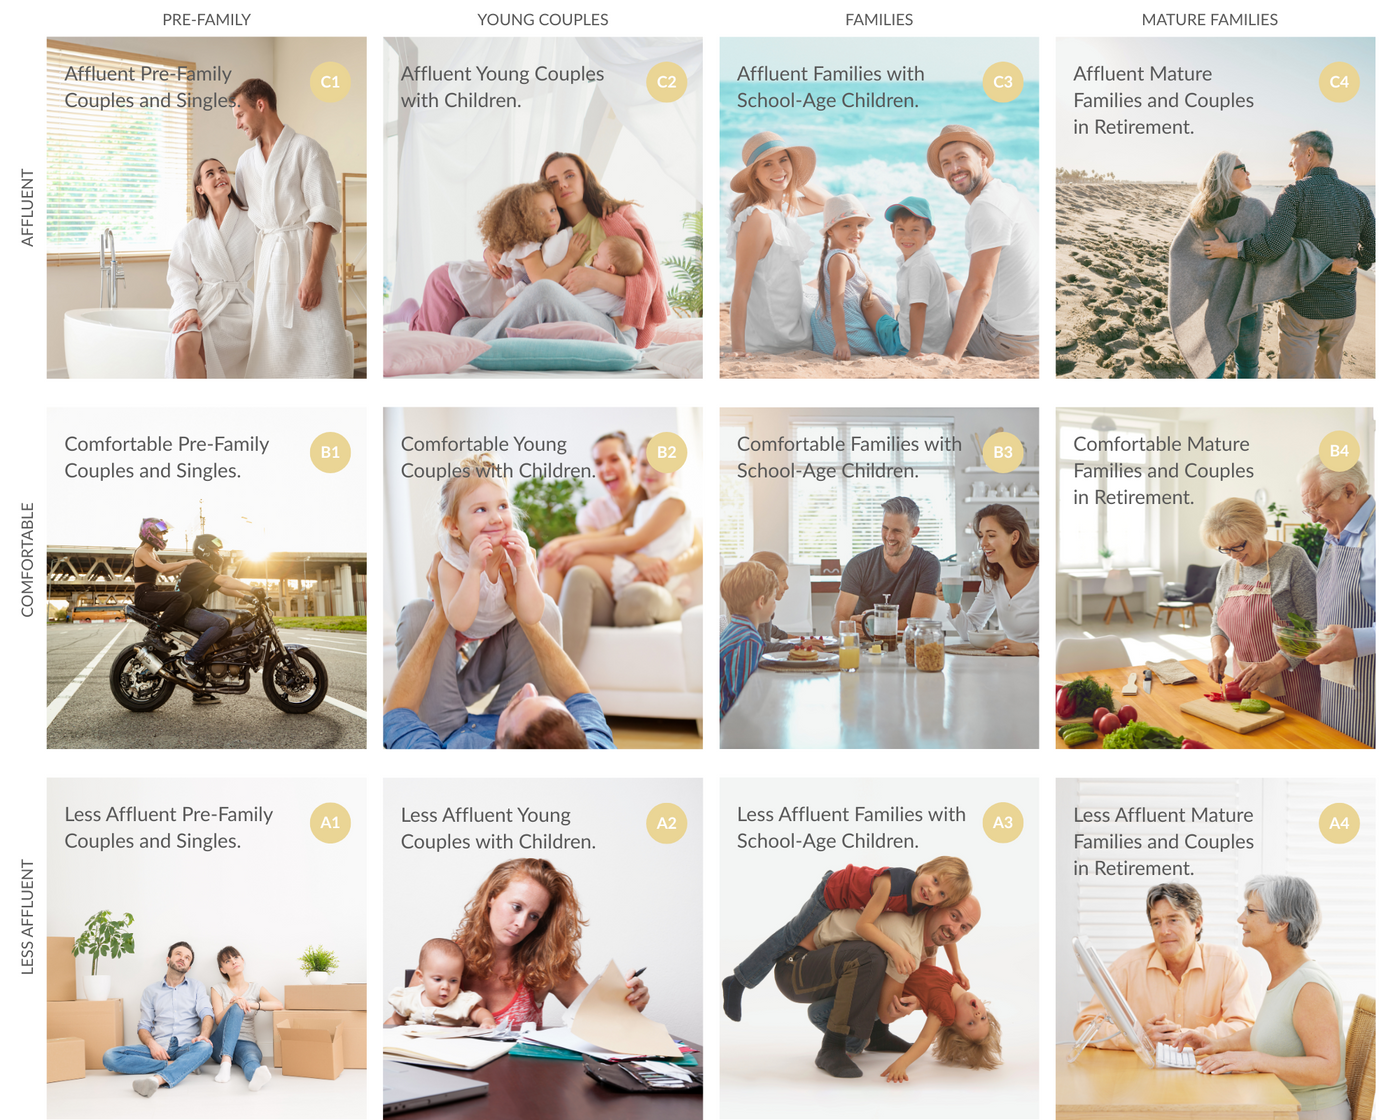 PRE-FAMILY
YOUNG COUPLES
FAMILIES
MATURE FAMILIES
AFFLUENT
Affluent Pre-Family
Couples and Singles.
C1
Affluent Young Couples
with Children.
C2
Affluent Families with
School-Age Children.
C3
Affluent Mature
Families and Couples
in Retirement.
C4
COMFORTABLE
Comfortable Pre-Family
Couples and Singles.
B1
Comfortable Young
Couples with Children.
B2
Comfortable Families with
School-Age Children.
B3
Comfortable Mature
Families and Couples
in Retirement.
B4
LESS AFFLUENT
Less Affluent Pre-Family
Couples and Singles.
A1
Less Affluent Young
Couples with Children.
A2
Less Affluent Families with
School-Age Children.
A3
Less Affluent Mature
Families and Couples
in Retirement.
A4